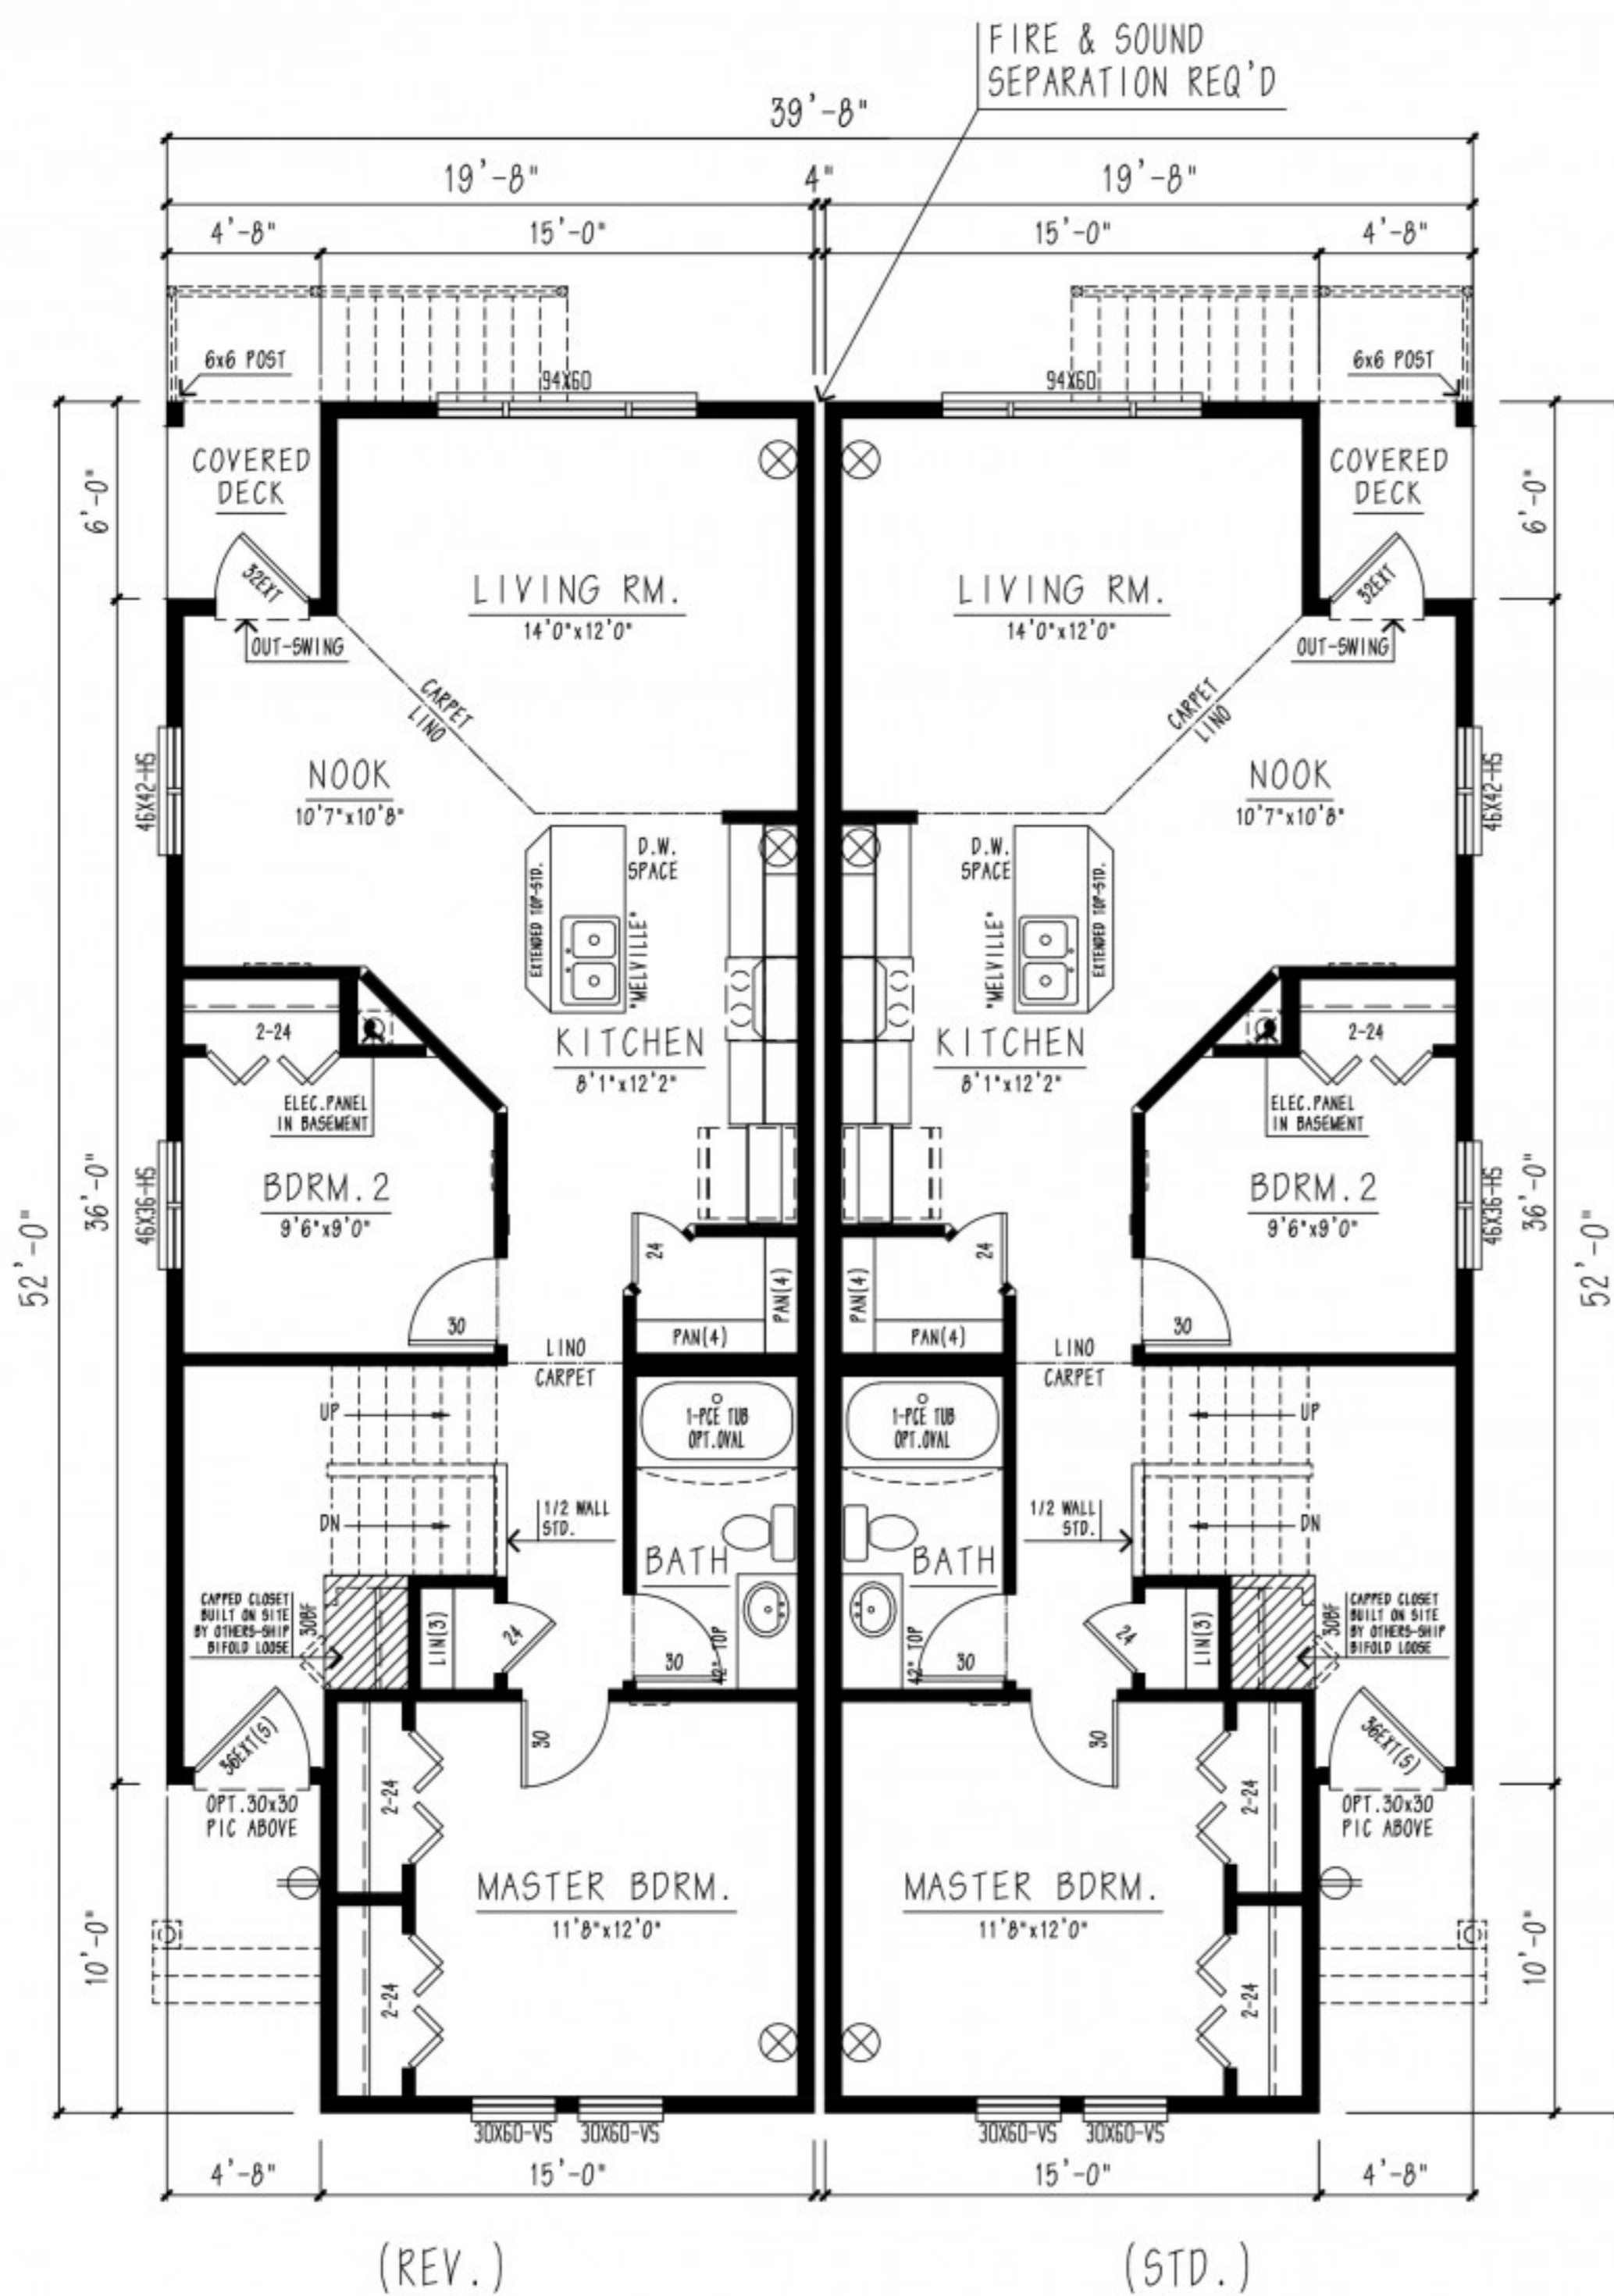 FIRE & SOUND
SEPARATION REQ'D
39'-8"
19'-8"
4"
19'-8"
4'-8"
15'-0"
15'-0"
4'-8"
6x6 POST
94X60
94X60
6x6 POST
COVERED
DECK
COVERED
DECK
6'-0"
6'-0"
32EXT
32EXT
LIVING RM.
14'0"x12'0"
LIVING RM.
14'0"x12'0"
OUT-SWING
OUT-SWING
CARPET
LINO
CARPET
LINO
NOOK
10'7"x10'8"
NOOK
10'7"x10'8"
46X42-HS
46X42-HS
D.W.
SPACE
D.W.
SPACE
EXTENDED TOP-STD.
"MELVILLE"
"MELVILLE"
EXTENDED TOP-STD.
2-24
2-24
KITCHEN
8'1"x12'2"
KITCHEN
8'1"x12'2"
ELEC.PANEL
IN BASEMENT
ELEC.PANEL
IN BASEMENT
BDRM.2
9'6"x9'0"
BDRM.2
9'6"x9'0"
52'-0"
36'-0"
46X36-HS
46X36-HS
36'-0"
52'-0"
24
24
PAN(4)
PAN(4)
30
PAN(4)
PAN(4)
30
LINO
CARPET
LINO
CARPET
UP
1-PCE TUB
OPT.OVAL
1-PCE TUB
OPT.OVAL
UP
DN
1/2 WALL
STD.
1/2 WALL
STD.
DN
BATH
BATH
CAPPED CLOSET
BUILT ON SITE
BY OTHERS-SHIP
BIFOLD LOOSE
30BF
LIN(3)
24
30
42" TOP
42" TOP
30
24
LIN(3)
30BF
CAPPED CLOSET
BUILT ON SITE
BY OTHERS-SHIP
BIFOLD LOOSE
36EXT(S)
30
30
36EXT(S)
OPT.30x30
PIC ABOVE
2-24
2-24
OPT.30x30
PIC ABOVE
MASTER BDRM.
11'8"x12'0"
MASTER BDRM.
11'8"x12'0"
10'-0"
2-24
2-24
10'-0"
30X60-VS
30X60-VS
30X60-VS
30X60-VS
4'-8"
15'-0"
15'-0"
4'-8"
(REV.)
(STD.)